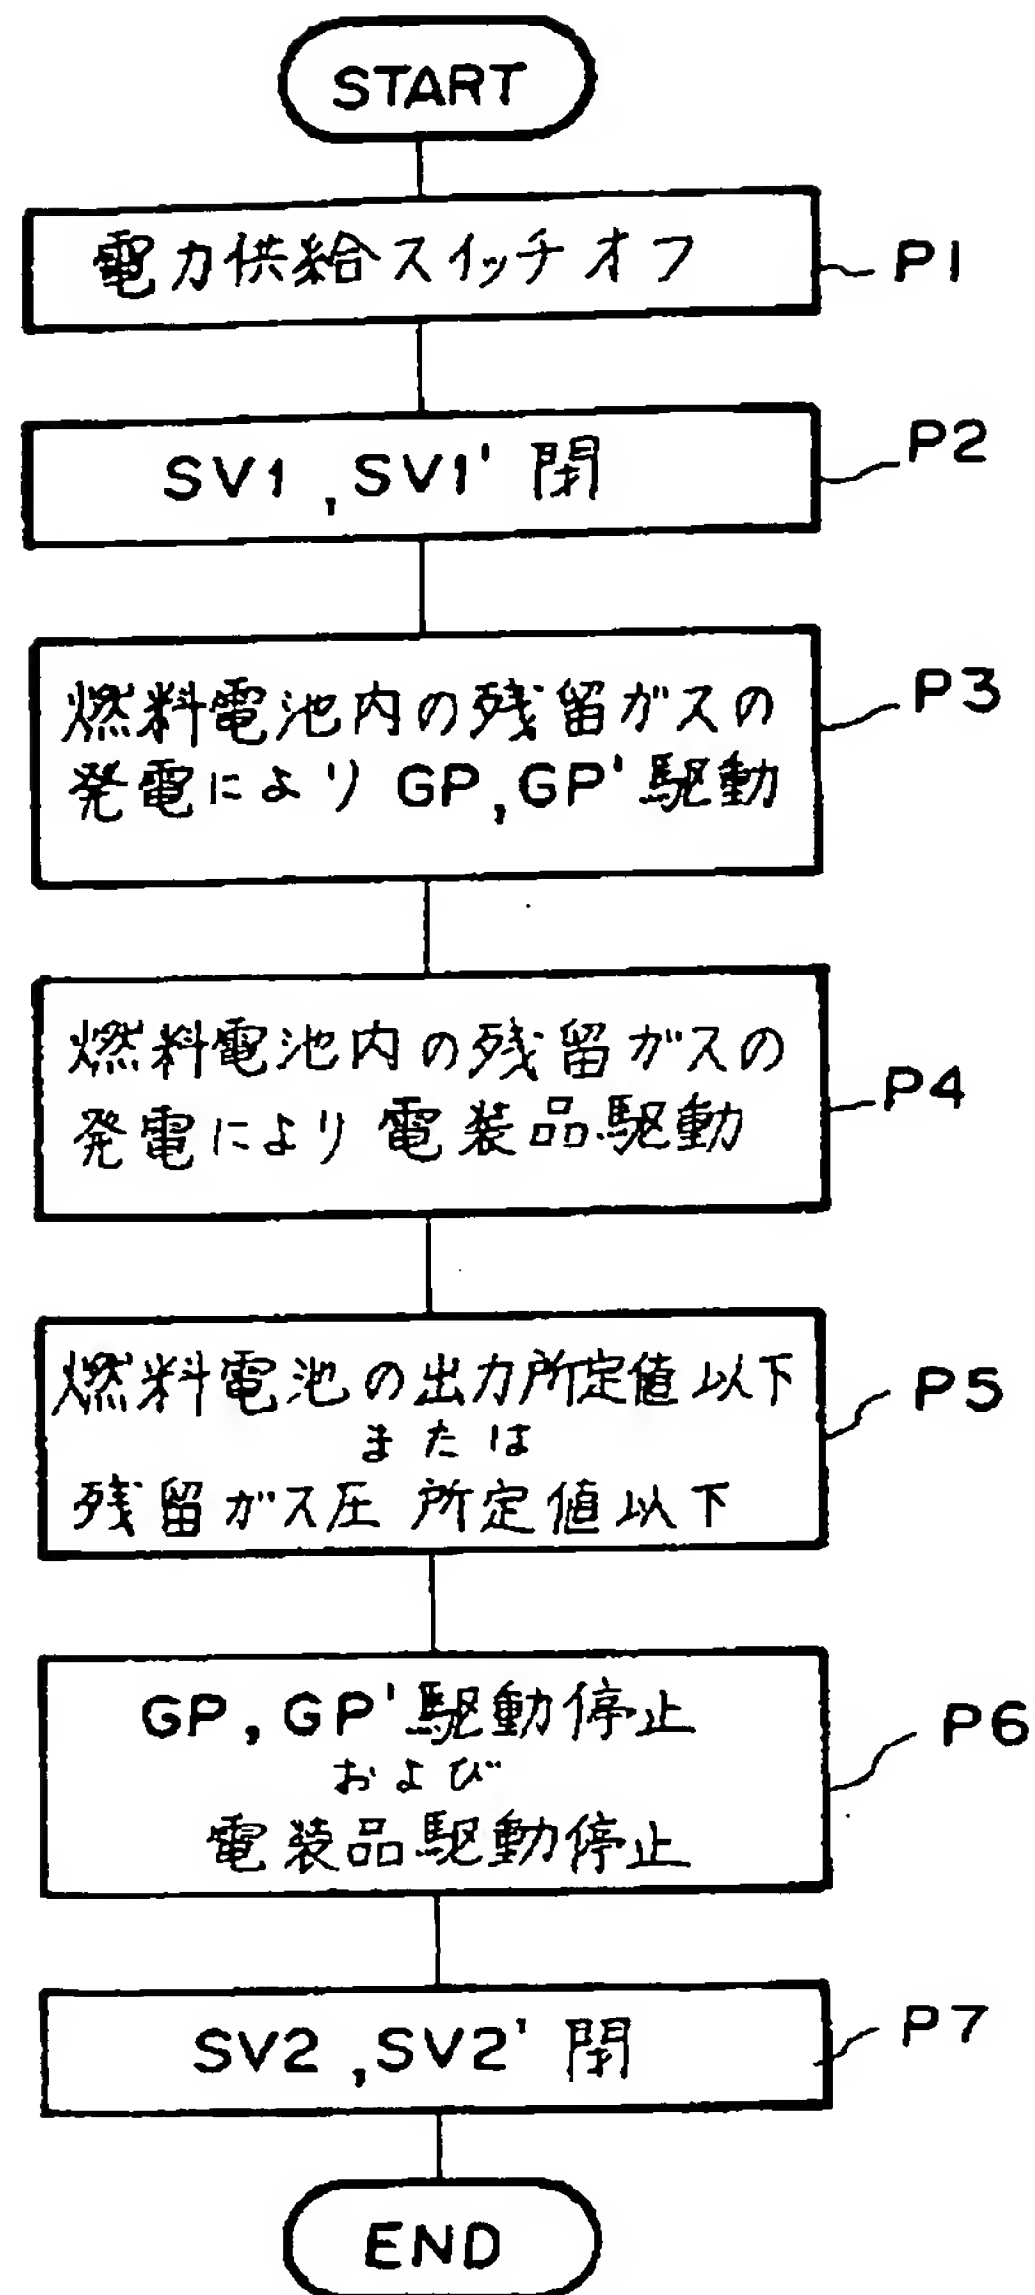 START
電力供給スイッチオフ
P1
SV1,SV1' 閉
P2
燃料電池内の残留ガスの
発電により GP,GP'駆動
P3
燃料電池内の残留ガスの
発電により 電装品駆動
P4
燃料電池の出力所定値以下
または
残留ガス圧 所定値以下
P5
GP,GP'駆動停止
および
電装品駆動停止
P6
SV2,SV2' 閉
P7
END